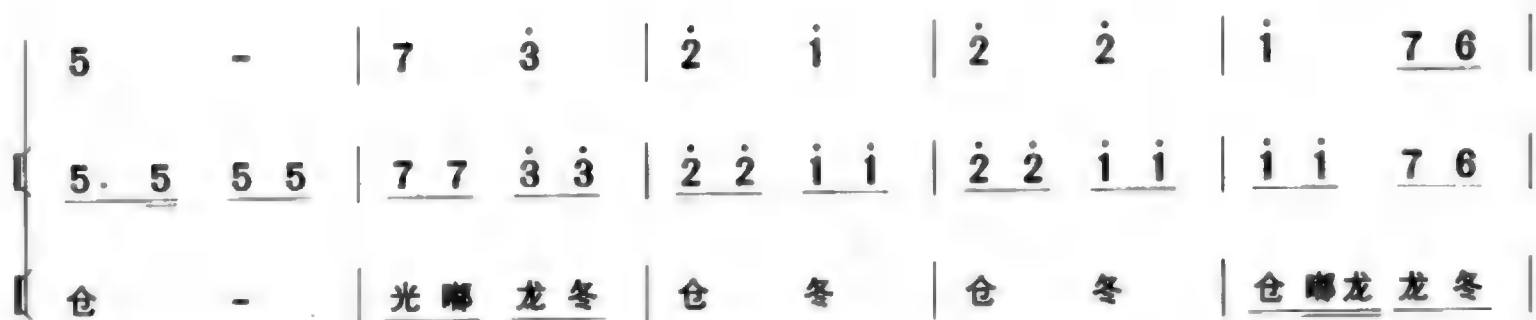 5 - | 7 3̇ | 2̇ 1̇ | 2̇ 2̇ | 1̇ 7 6 |
5. 5 5 5 | 7 7 3̇ 3̇ | 2̇ 2̇ 1̇ 1̇ | 2̇ 2̇ 1̇ 1̇ | 1̇ 1̇ 7 6 |
仓 - | 光 嘟 龙 冬 | 仓 冬 | 仓 冬 | 仓 嘟 龙 龙 冬 |